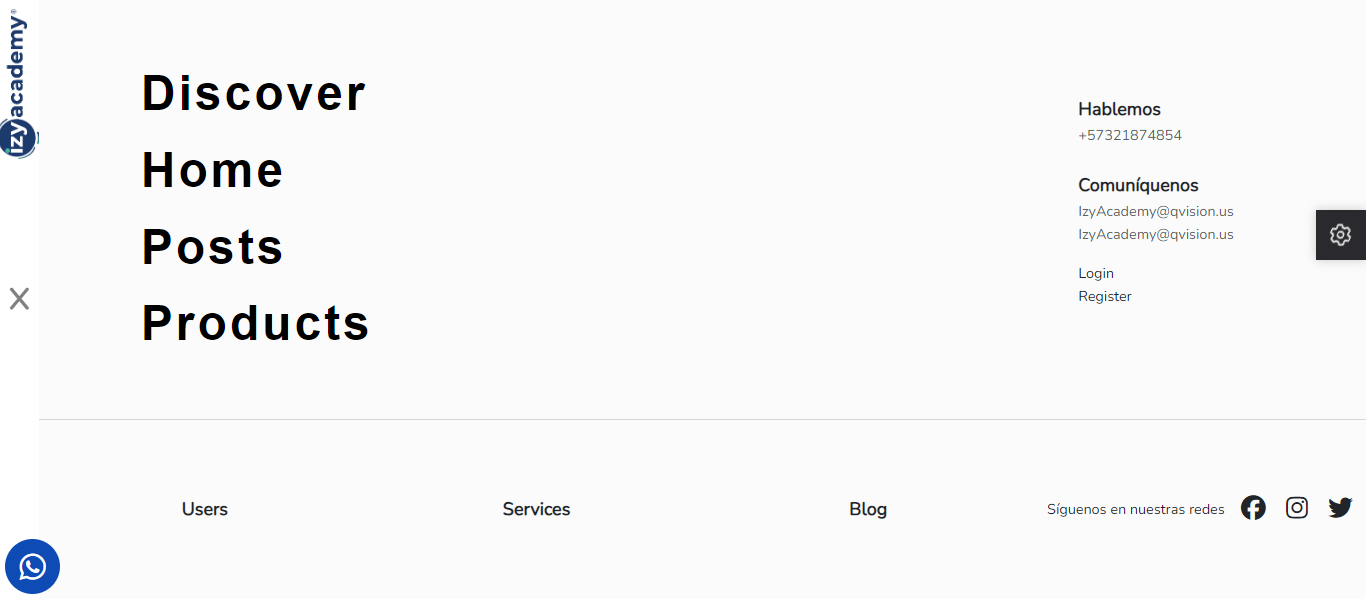 izyacademy®
Discover
Home
Posts
Products
Hablemos
+57321874854
Comuníquenos
IzyAcademy@qvision.us
IzyAcademy@qvision.us
Login
Register
Users
Services
Blog
Síguenos en nuestras redes